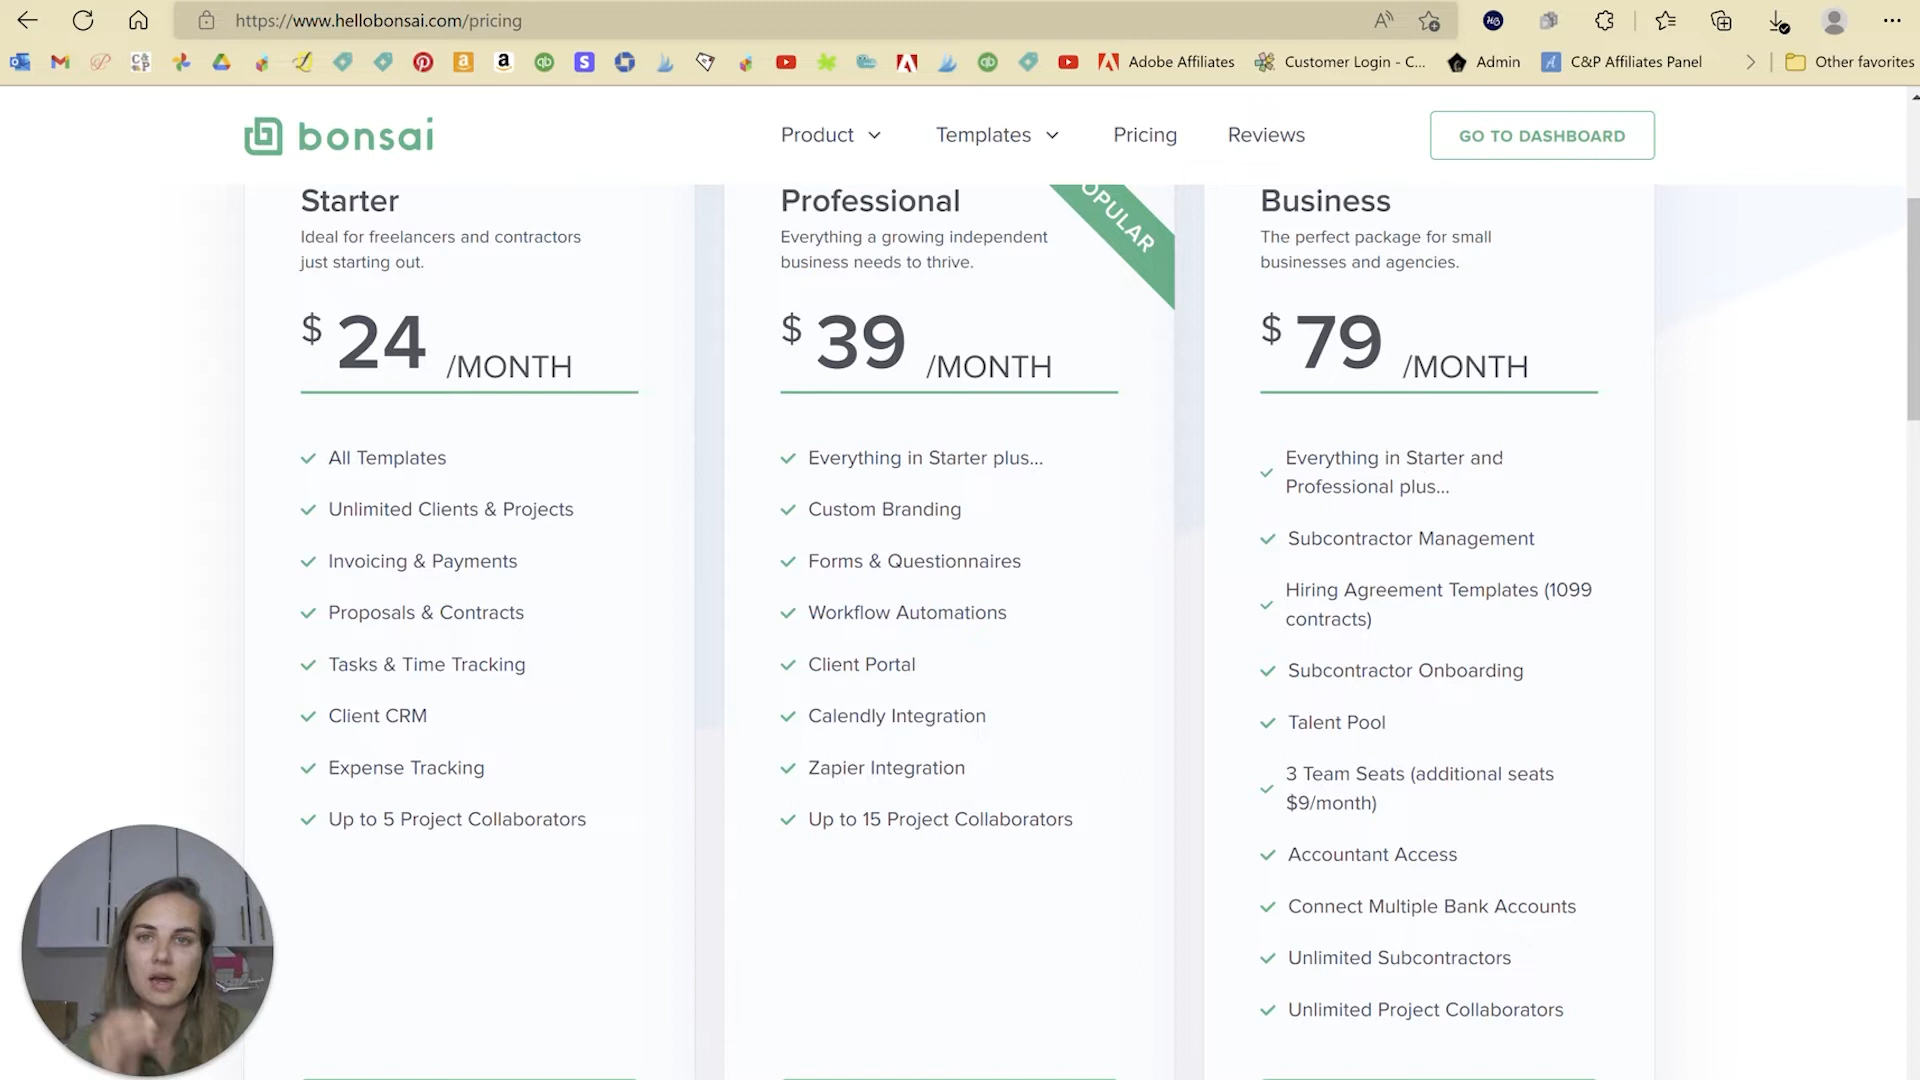 https://www.hellobonsai.com/pricing
Adobe Affiliates
Customer Login - C...
Admin
C&P Affiliates Panel
Other favorites
bonsai
Product
Templates
Pricing
Reviews
GO TO DASHBOARD
Starter
Ideal for freelancers and contractors
just starting out.
$ 24 /MONTH
All Templates
Unlimited Clients & Projects
Invoicing & Payments
Proposals & Contracts
Tasks & Time Tracking
Client CRM
Expense Tracking
Up to 5 Project Collaborators
Professional
OPULAR
Everything a growing independent
business needs to thrive.
$ 39 /MONTH
Everything in Starter plus...
Custom Branding
Forms & Questionnaires
Workflow Automations
Client Portal
Calendly Integration
Zapier Integration
Up to 15 Project Collaborators
Business
The perfect package for small
businesses and agencies.
$ 79 /MONTH
Everything in Starter and
Professional plus...
Subcontractor Management
Hiring Agreement Templates (1099
contracts)
Subcontractor Onboarding
Talent Pool
3 Team Seats (additional seats
$9/month)
Accountant Access
Connect Multiple Bank Accounts
Unlimited Subcontractors
Unlimited Project Collaborators